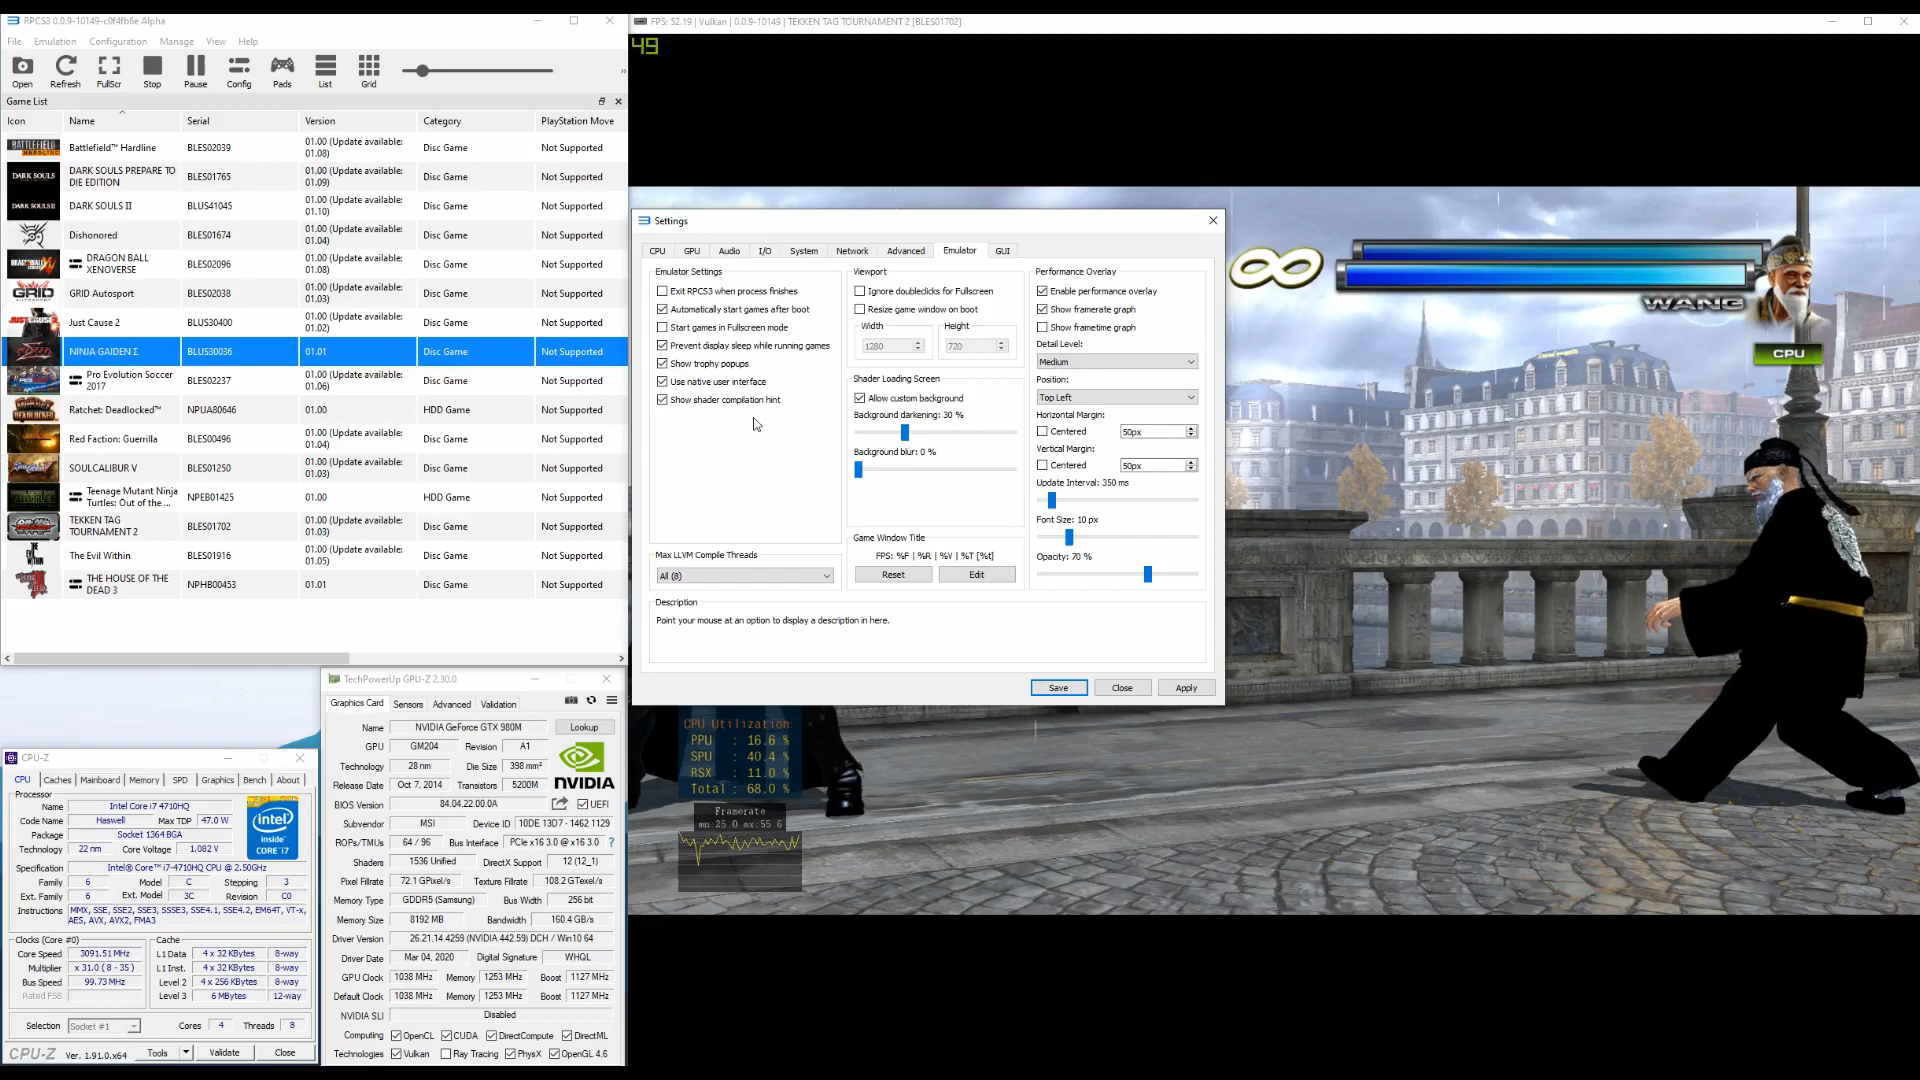 RPCS3 0.0.9-10149-c0f4fb6e Alpha
File Emulation Configuration Manage View Help
Open Refresh FullScr Stop Pause Config Pads List Grid
Game List
Icon Name Serial Version Category PlayStation Move
BATTLEFIELD HARDLINE Battlefield™ Hardline BLES02039 01.00 (Update available: 01.08) Disc Game Not Supported
DARK SOULS DARK SOULS PREPARE TO DIE EDITION BLES01765 01.00 (Update available: 01.09) Disc Game Not Supported
DARK SOULS II DARK SOULS II BLUS41045 01.00 (Update available: 01.10) Disc Game Not Supported
Dishonored BLES01674 01.00 (Update available: 01.04) Disc Game Not Supported
DRAGON BALL XENOVERSE BLES02096 01.00 (Update available: 01.08) Disc Game Not Supported
GRID GRID Autosport BLES02038 01.00 (Update available: 01.03) Disc Game Not Supported
JUST CAUSE 2 Just Cause 2 BLUS30400 01.00 (Update available: 01.02) Disc Game Not Supported
NINJA GAIDEN Σ BLUS30036 01.01 Disc Game Not Supported
Pro Evolution Soccer 2017 BLES02237 01.00 (Update available: 01.06) Disc Game Not Supported
Ratchet: Deadlocked™ NPUA80646 01.00 HDD Game Not Supported
Red Faction: Guerrilla BLES00496 01.00 (Update available: 01.04) Disc Game Not Supported
SOULCALIBUR V BLES01250 01.00 (Update available: 01.03) Disc Game Not Supported
Teenage Mutant Ninja Turtles: Out of the ... NPEB01425 01.00 HDD Game Not Supported
TEKKEN TAG TOURNAMENT 2 BLES01702 01.00 (Update available: 01.03) Disc Game Not Supported
The Evil Within BLES01916 01.00 (Update available: 01.05) Disc Game Not Supported
THE HOUSE OF THE DEAD 3 NPHB00453 01.01 Disc Game Not Supported
FPS: 52.19 | Vulkan | 0.0.9-10149 | TEKKEN TAG TOURNAMENT 2 [BLES01702]
49
WANG
CPU
Settings
CPU GPU Audio I/O System Network Advanced Emulator GUI
Emulator Settings
Exit RPCS3 when process finishes
Automatically start games after boot
Start games in Fullscreen mode
Prevent display sleep while running games
Show trophy popups
Use native user interface
Show shader compilation hint
Max LLVM Compile Threads
All (8)
Viewport
Ignore doubleclicks for Fullscreen
Resize game window on boot
Width Height
1280 720
Shader Loading Screen
Allow custom background
Background darkening: 30 %
Background blur: 0 %
Game Window Title
FPS: %F | %R | %V | %T [%t]
Reset Edit
Performance Overlay
Enable performance overlay
Show framerate graph
Show frametime graph
Detail Level:
Medium
Position:
Top Left
Horizontal Margin:
Centered 50px
Vertical Margin:
Centered 50px
Update Interval: 350 ms
Font Size: 10 px
Opacity: 70 %
Description
Point your mouse at an option to display a description in here.
Save Close Apply
CPU Utilization:
PPU : 16.6 %
SPU : 40.4 %
RSX : 11.0 %
Total : 68.0 %
Framerate
mn:25.0 mx:55.6
CPU-Z
CPU Caches Mainboard Memory SPD Graphics Bench About
Processor
Name Intel Core i7 4710HQ
Code Name Haswell Max TDP 47.0 W
Package Socket 1364 BGA
Technology 22 nm Core Voltage 1.082 V
intel inside CORE i7
Specification Intel® Core™ i7-4710HQ CPU @ 2.50GHz
Family 6 Model C Stepping 3
Ext. Family 6 Ext. Model 3C Revision C0
Instructions MMX, SSE, SSE2, SSE3, SSSE3, SSE4.1, SSE4.2, EM64T, VT-x, AES, AVX, AVX2, FMA3
Clocks (Core #0) Cache
Core Speed 3091.51 MHz L1 Data 4 x 32 KBytes 8-way
Multiplier x 31.0 ( 8 - 35 ) L1 Inst. 4 x 32 KBytes 8-way
Bus Speed 99.73 MHz Level 2 4 x 256 KBytes 8-way
Rated FSB Level 3 6 MBytes 12-way
Selection Socket #1 Cores 4 Threads 8
CPU-Z Ver. 1.91.0.x64 Tools Validate Close
TechPowerUp GPU-Z 2.30.0
Graphics Card Sensors Advanced Validation
Name NVIDIA GeForce GTX 980M Lookup
GPU GM204 Revision A1
Technology 28 nm Die Size 398 mm²
Release Date Oct 7, 2014 Transistors 5200M
NVIDIA
BIOS Version 84.04.22.00.0A UEFI
Subvendor MSI Device ID 10DE 13D7 - 1462 1129
ROPs/TMUs 64 / 96 Bus Interface PCIe x16 3.0 @ x16 3.0 ?
Shaders 1536 Unified DirectX Support 12 (12_1)
Pixel Fillrate 72.1 GPixel/s Texture Fillrate 108.2 GTexel/s
Memory Type GDDR5 (Samsung) Bus Width 256 bit
Memory Size 8192 MB Bandwidth 160.4 GB/s
Driver Version 26.21.14.4259 (NVIDIA 442.59) DCH / Win10 64
Driver Date Mar 04, 2020 Digital Signature WHQL
GPU Clock 1038 MHz Memory 1253 MHz Boost 1127 MHz
Default Clock 1038 MHz Memory 1253 MHz Boost 1127 MHz
NVIDIA SLI Disabled
Computing OpenCL CUDA DirectCompute DirectML
Technologies Vulkan Ray Tracing PhysX OpenGL 4.6